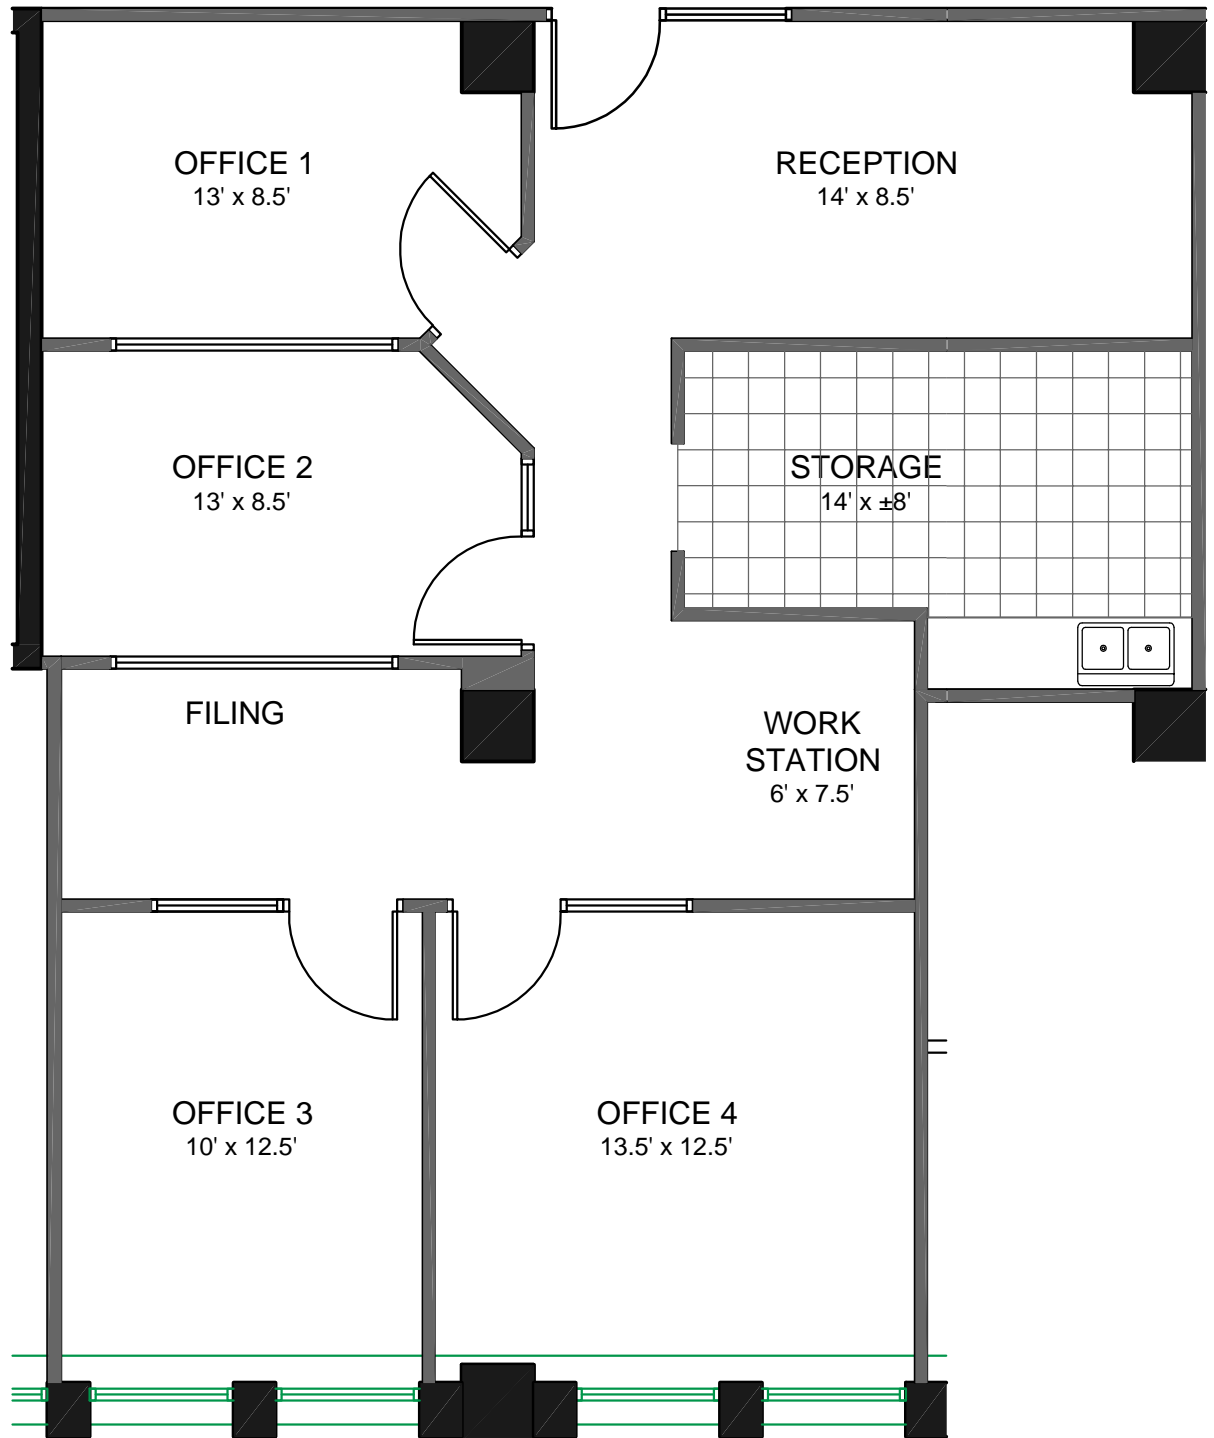 OFFICE 1
13' x 8.5'
RECEPTION
14' x 8.5'
OFFICE 2
13' x 8.5'
STORAGE
14' x ±8'
FILING
WORK
STATION
6' x 7.5'
OFFICE 3
10' x 12.5'
OFFICE 4
13.5' x 12.5'